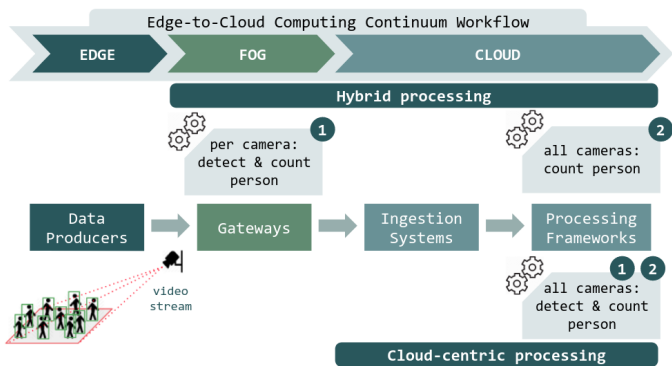 Edge-to-Cloud Computing Continuum Workflow
EDGE
FOG
CLOUD
Hybrid processing
1
per camera:
detect & count
person
2
all cameras:
count person
Data
Producers
Gateways
Ingestion
Systems
Processing
Frameworks
video
stream
1
2
all cameras:
detect & count
person
Cloud-centric processing